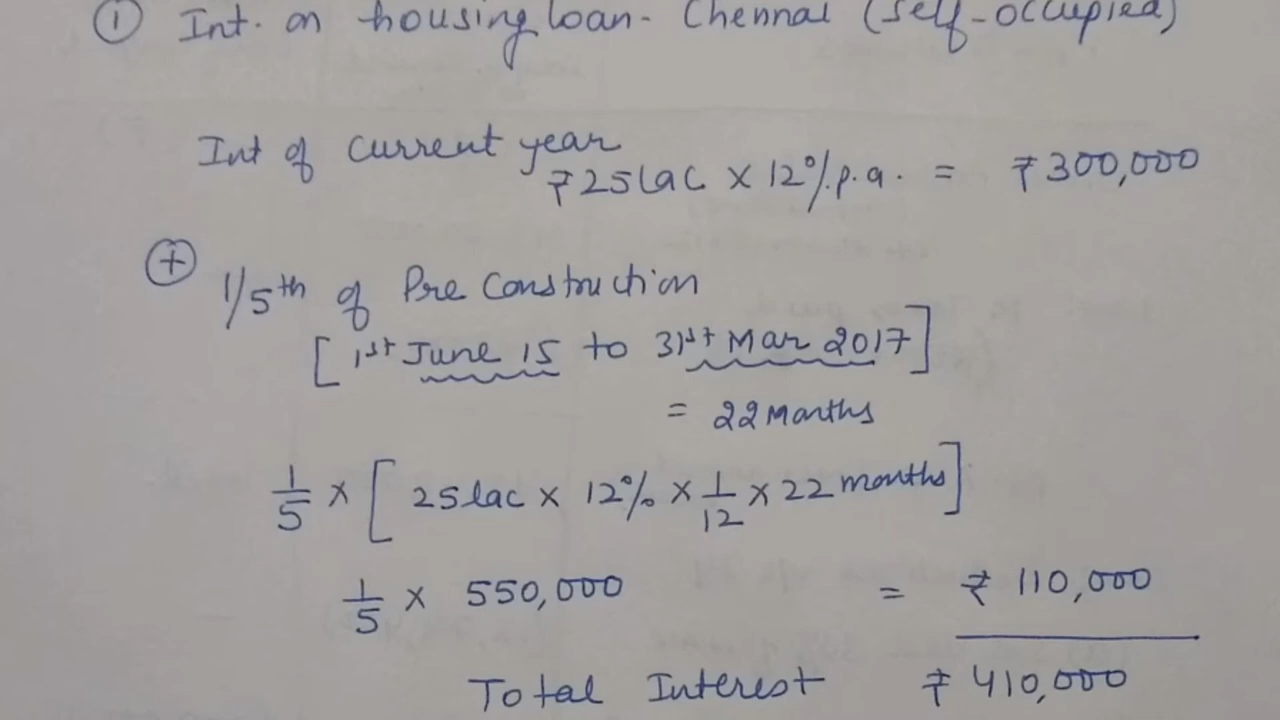 ① Int. on housing loan - Chennai (Self-occupied)
Int of current year
₹25 lac x 12% p.a. = ₹300,000
⊕ 1/5th of Pre Construction
[1st June 15 to 31st Mar 2017]
= 22 Months
1/5 x [25 lac x 12% x 1/12 x 22 months]
1/5 x 550,000 = ₹ 110,000
Total Interest ₹ 410,000